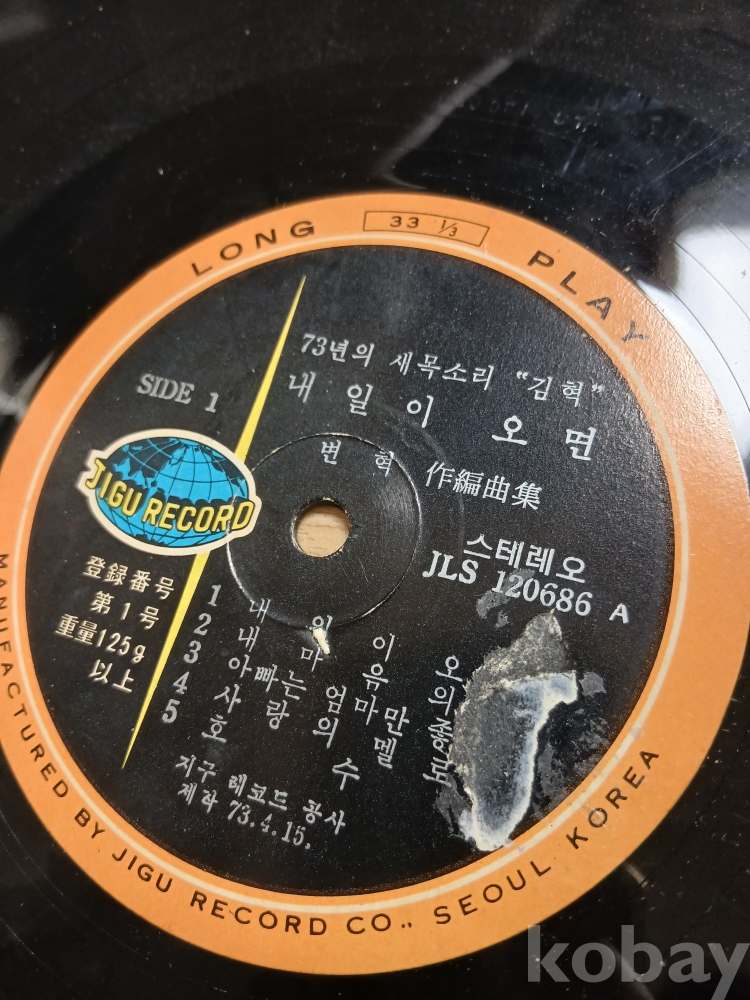 LONG 33 ⅓ PLAY
73년의 새목소리 "김 혁"
SIDE 1
내 일 이 오 면
변 혁 作編曲集
JIGU RECORD
스테레오
JLS 120686 A
登録番号
第1号
重量125g
以上
1 내 일 이 오
2 내 마 음 의
3 아빠는 엄마만 좋
4 사 랑 의 멜 로
5 호 수
지구 레코드 공사
제작 73.4.15.
MANUFACTURED BY JIGU RECORD CO., SEOUL KOREA
kobay